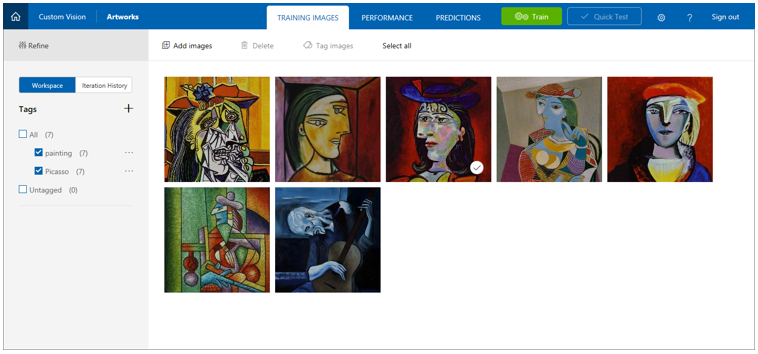 Custom Vision Artworks TRAINING IMAGES PERFORMANCE PREDICTIONS Train Quick Test ? Sign out
Refine Add images Delete Tag images Select all
Workspace Iteration History
Tags
All (7)
painting (7) ...
Picasso (7) ...
Untagged (0)